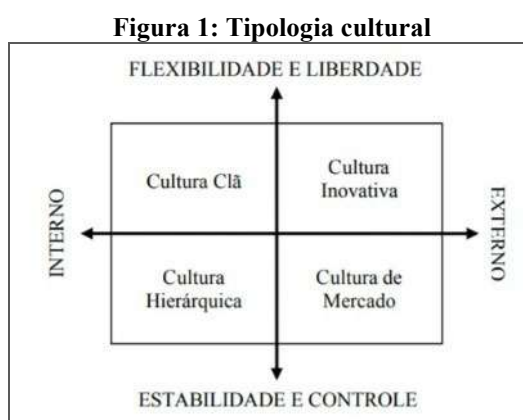 Figura 1: Tipologia cultural
FLEXIBILIDADE E LIBERDADE
Cultura Clã
Cultura
Inovativa
INTERNO
EXTERNO
Cultura
Hierárquica
Cultura de
Mercado
ESTABILIDADE E CONTROLE